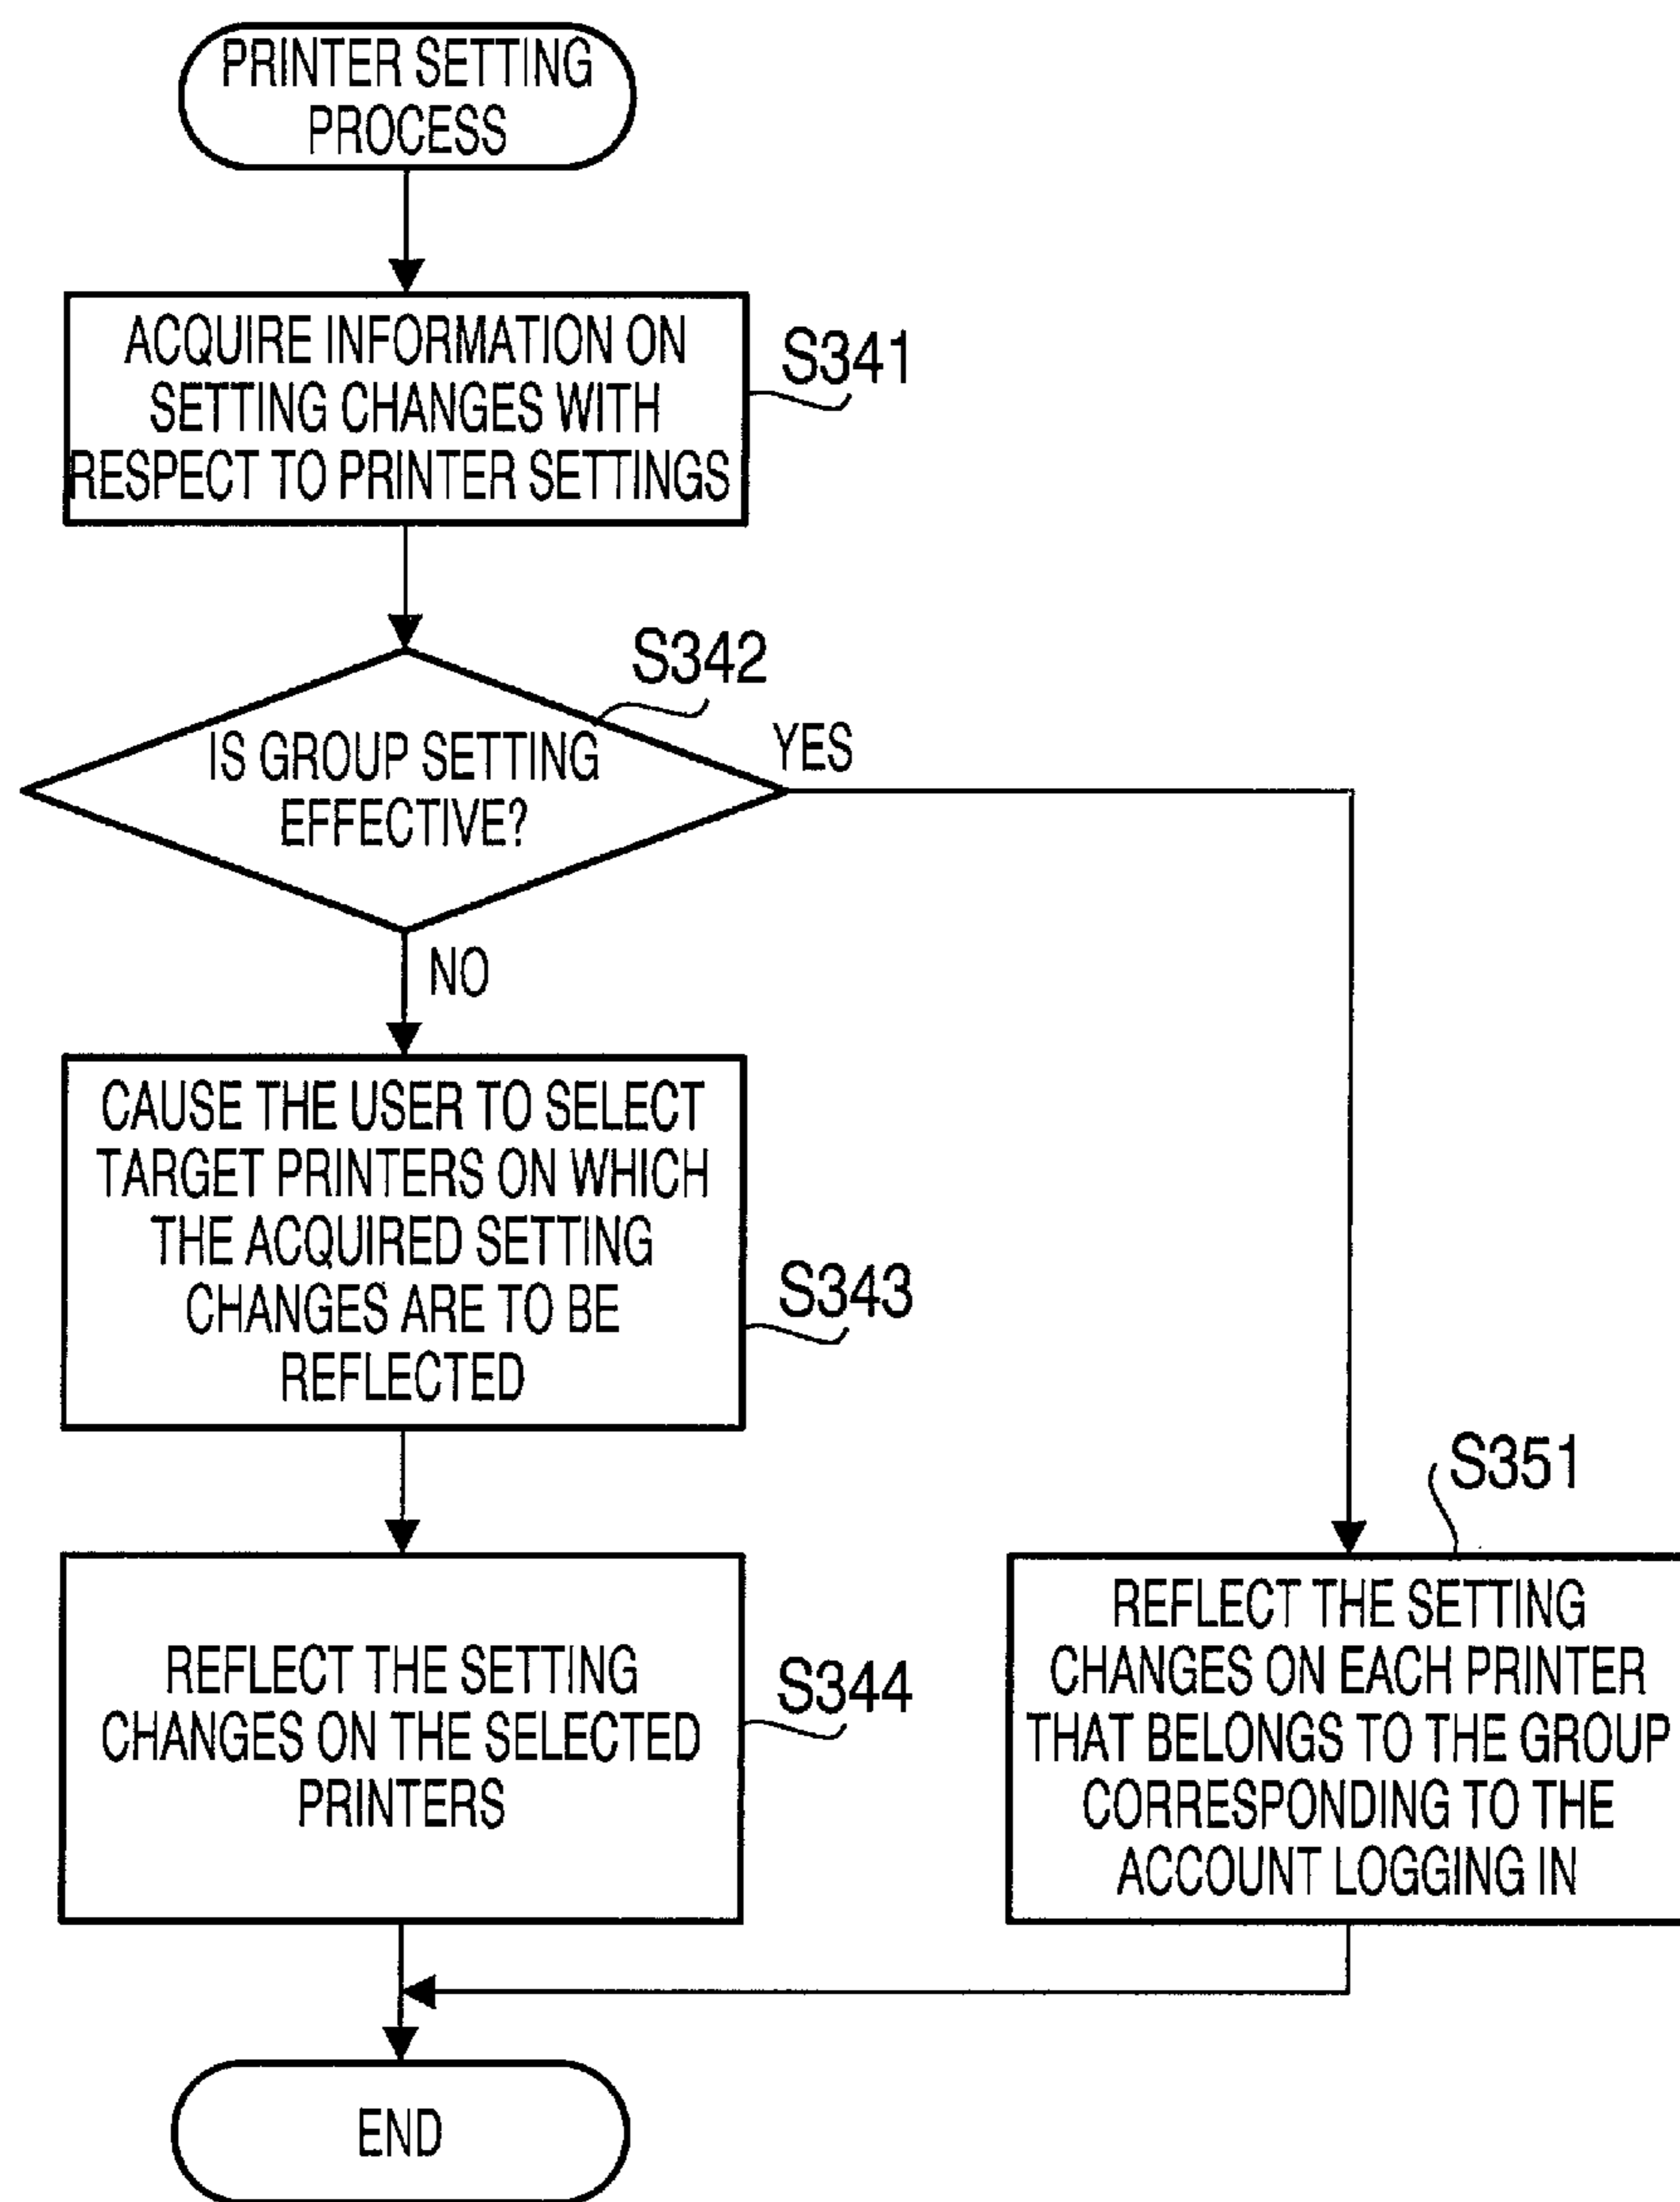 PRINTER SETTING
PROCESS
ACQUIRE INFORMATION ON
SETTING CHANGES WITH
RESPECT TO PRINTER SETTINGS
S341
S342
IS GROUP SETTING
EFFECTIVE?
YES
NO
CAUSE THE USER TO SELECT
TARGET PRINTERS ON WHICH
THE ACQUIRED SETTING
CHANGES ARE TO BE
REFLECTED
S343
REFLECT THE SETTING
CHANGES ON THE SELECTED
PRINTERS
S344
S351
REFLECT THE SETTING
CHANGES ON EACH PRINTER
THAT BELONGS TO THE GROUP
CORRESPONDING TO THE
ACCOUNT LOGGING IN
END